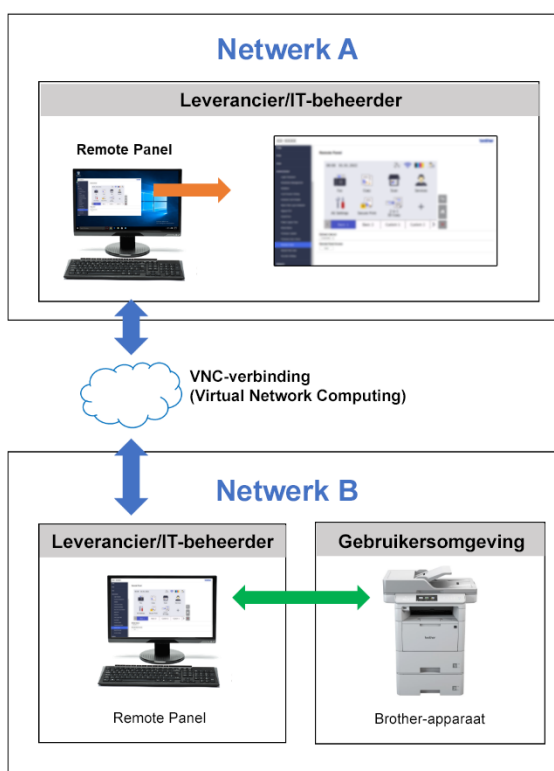 Netwerk A
Leverancier/IT-beheerder
Remote Panel
VNC-verbinding
(Virtual Network Computing)
Netwerk B
Leverancier/IT-beheerder
Gebruikersomgeving
Remote Panel
Brother-apparaat